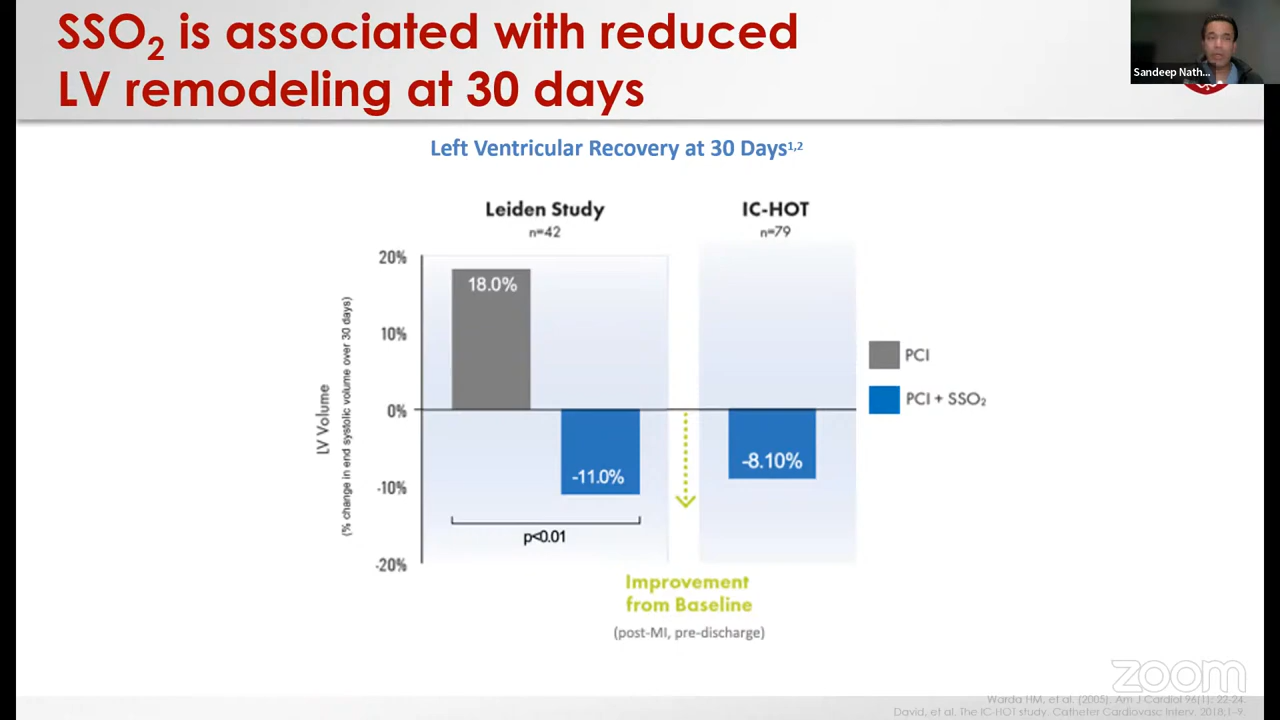 SSO₂ is associated with reduced
LV remodeling at 30 days
Sandeep Nath...
Left Ventricular Recovery at 30 Days¹,²
Leiden Study
n=42
IC-HOT
n=79
20%
10%
0%
-10%
-20%
LV Volume
(% change in end systolic volume over 30 days)
18.0%
-11.0%
-8.10%
p<0.01
PCI
PCI + SSO₂
Improvement
from Baseline
(post-MI, pre-discharge)
zoom
Warda HM, et al. (2005). Am J Cardiol 96(1): 22-24.
David, et al. The IC-HOT study. Catheter Cardiovasc Interv. 2018;1–9.